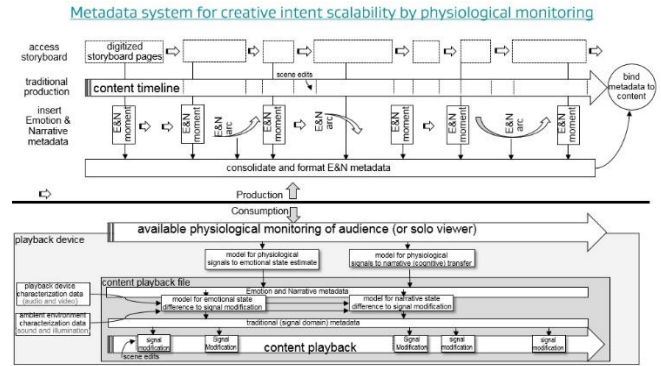 Metadata system for creative intent scalability by physiological monitoring
access
storyboard
digitized
storyboard pages
traditional
production
content timeline
scene edits
bind
metadata to
content
insert
Emotion &
Narrative
metadata
E&N
moment
E&N
moment
E&N
arc
E&N
moment
E&N
arc
E&N
moment
E&N
moment
E&N
arc
E&N
moment
consolidate and format E&N metadata
Production
Consumption
available physiological monitoring of audience (or solo viewer)
playback device
model for physiological
signals to emotional state estimate
model for physiological
signals to narrative (cognitive) transfer
content playback file
playback device
characterization data
(audio and video)
Emotion and Narrative metadata
model for emotional state
difference to signal modification
model for narrative state
difference to signal modification
ambient environment
characterization data
sound and illumination)
traditional (signal domain) metadata
signal
modification
Signal
Modification
signal
Modification
signal
modification
signal
modification
content playback
scene edits